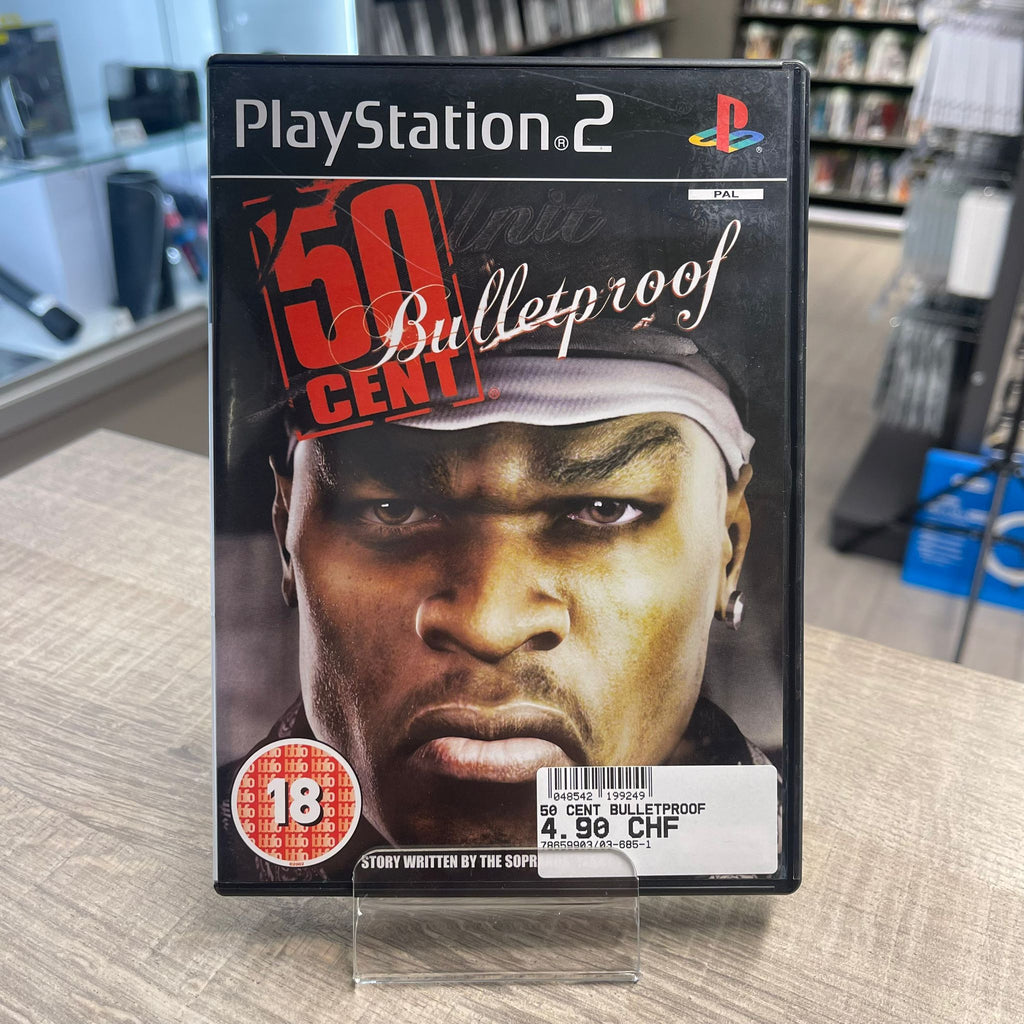 PlayStation®2
PAL
50
CENT®
Bulletproof
18
048542 199249
50 CENT BULLETPROOF
4.90 CHF
78659903/03-685-1
STORY WRITTEN BY THE SOPR